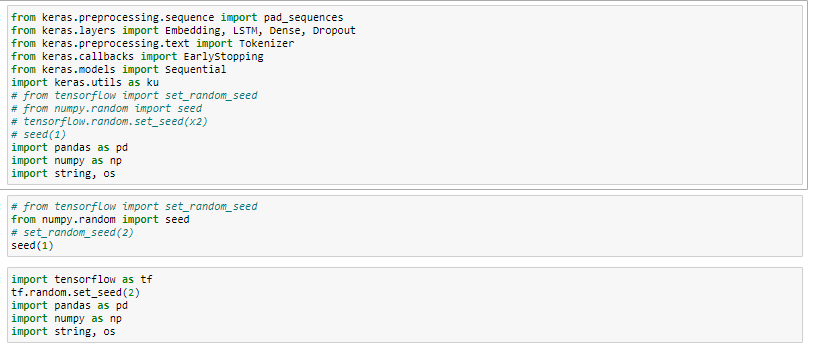 from keras.preprocessing.sequence import pad_sequences
from keras.layers import Embedding, LSTM, Dense, Dropout
from keras.preprocessing.text import Tokenizer
from keras.callbacks import EarlyStopping
from keras.models import Sequential
import keras.utils as ku
# from tensorflow import set_random_seed
# from numpy.random import seed
# tensorflow.random.set_seed(x2)
# seed(1)
import pandas as pd
import numpy as np
import string, os
# from tensorflow import set_random_seed
from numpy.random import seed
# set_random_seed(2)
seed(1)
import tensorflow as tf
tf.random.set_seed(2)
import pandas as pd
import numpy as np
import string, os